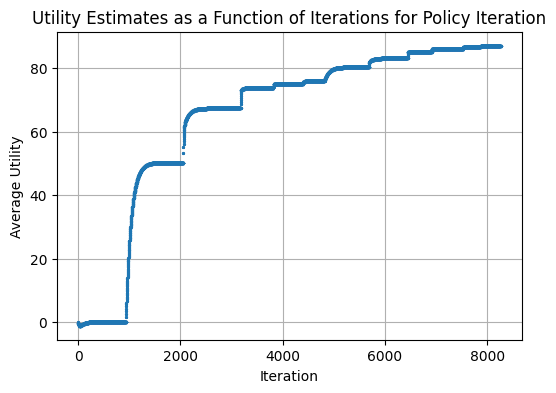 Utility Estimates as a Function of Iterations for Policy Iteration
Average Utility
80
60
40
20
0
0 2000 4000 6000 8000
Iteration